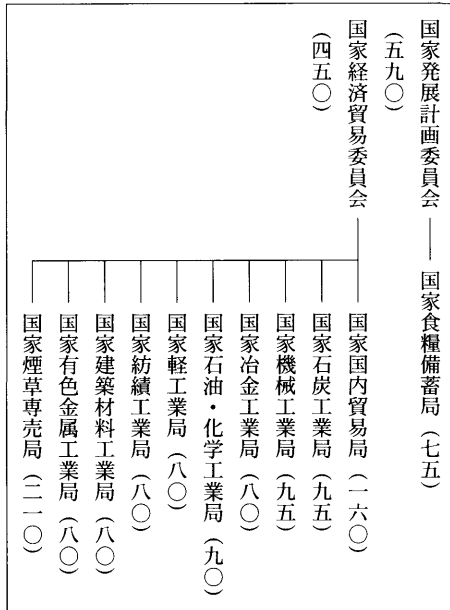 国家発展計画委員会
(五九〇)
国家食糧備蓄局(七五)
国家経済貿易委員会
(四五〇)
国家国内貿易局(一六〇)
国家石炭工業局(九五)
国家機械工業局(九五)
国家冶金工業局(八〇)
国家石油・化学工業局(九〇)
国家軽工業局(八〇)
国家紡績工業局(八〇)
国家建築材料工業局(八〇)
国家有色金属工業局(八〇)
国家煙草専売局(二一〇)